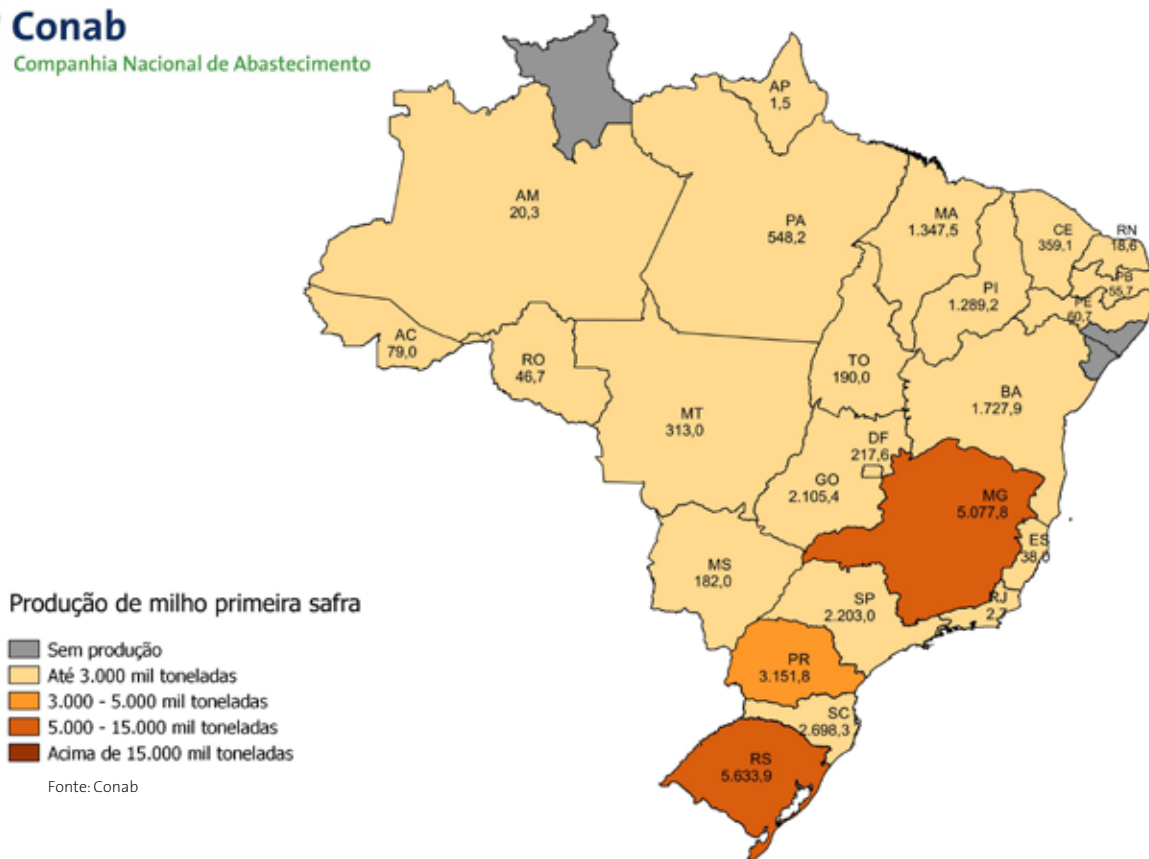 Conab
Companhia Nacional de Abastecimento
AP
1,5
AM
20,3
PA
548,2
MA
1.347,5
CE
359,1
RN
18,6
PB
55,7
PI
1.289,2
PE
60,7
AC
79,0
RO
46,7
TO
190,0
BA
1.727,9
MT
313,0
DF
217,6
GO
2.105,4
MG
5.077,8
ES
38,0
MS
182,0
SP
2.203,0
RJ
2,7
PR
3.151,8
SC
2.698,3
RS
5.633,9
Produção de milho primeira safra
Sem produção
Até 3.000 mil toneladas
3.000 - 5.000 mil toneladas
5.000 - 15.000 mil toneladas
Acima de 15.000 mil toneladas
Fonte: Conab